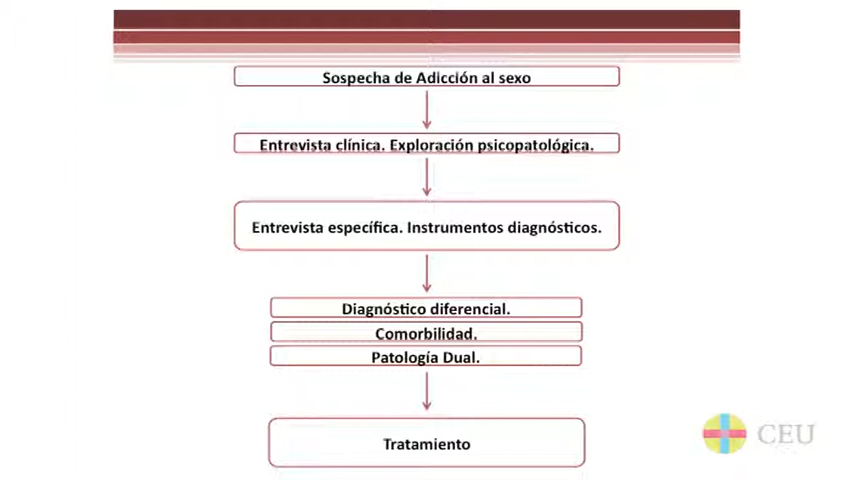 Sospecha de Adicción al sexo
Entrevista clínica. Exploración psicopatológica.
Entrevista específica. Instrumentos diagnósticos.
Diagnóstico diferencial.
Comorbilidad.
Patología Dual.
Tratamiento
CEU